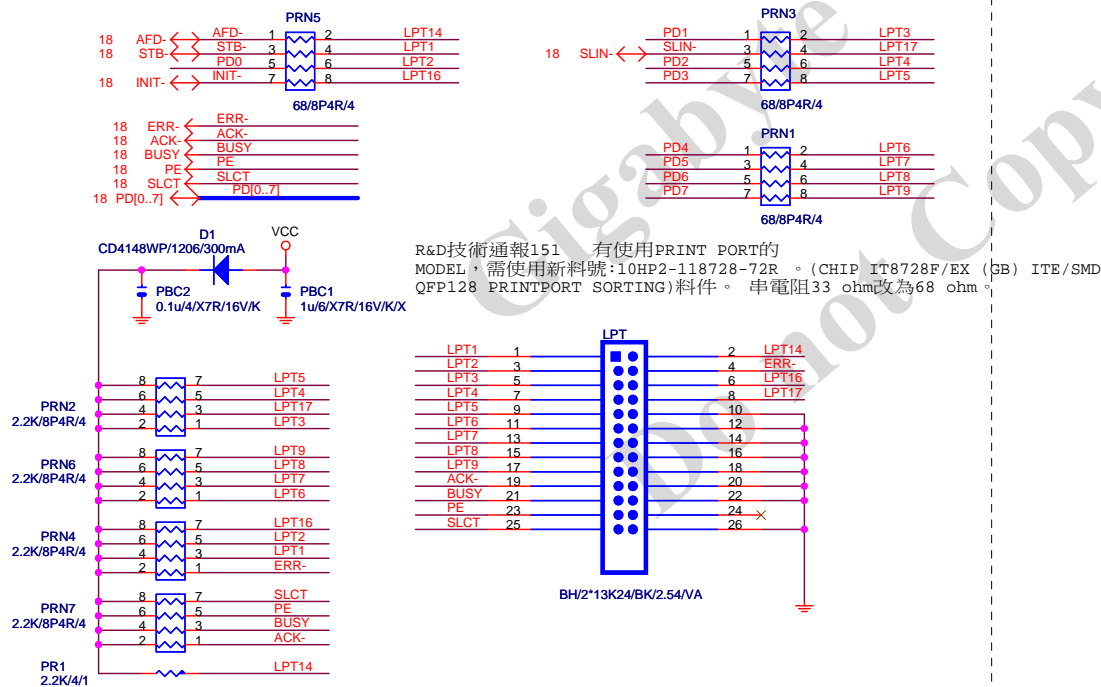 PRN5
18 AFD- AFD- 1 2 LPT14
18 STB- STB- 3 4 LPT1
PD0 5 6 LPT2
18 INIT- INIT- 7 8 LPT16
68/8P4R/4
18 ERR- ERR-
18 ACK- ACK-
18 BUSY BUSY
18 PE PE
18 SLCT SLCT
18 PD[0..7] PD[0..7]
PRN3
PD1 1 2 LPT3
18 SLIN- SLIN- 3 4 LPT17
PD2 5 6 LPT4
PD3 7 8 LPT5
68/8P4R/4
PRN1
PD4 1 2 LPT6
PD5 3 4 LPT7
PD6 5 6 LPT8
PD7 7 8 LPT9
68/8P4R/4
D1
CD4148WP/1206/300mA
VCC
PBC2
0.1u/4/X7R/16V/K
PBC1
1u/6/X7R/16V/K/X
R&D技術通報151 有使用PRINT PORT的
MODEL，需使用新料號:10HP2-118728-72R 。(CHIP IT8728F/EX (GB) ITE/SMD
QFP128 PRINTPORT SORTING)料件。 串電阻33 ohm改為68 ohm。
8 7 LPT5
6 5 LPT4
4 3 LPT17
2 1 LPT3
PRN2
2.2K/8P4R/4
8 7 LPT9
6 5 LPT8
4 3 LPT7
2 1 LPT6
PRN6
2.2K/8P4R/4
8 7 LPT16
6 5 LPT2
4 3 LPT1
2 1 ERR-
PRN4
2.2K/8P4R/4
8 7 SLCT
6 5 PE
4 3 BUSY
2 1 ACK-
PRN7
2.2K/8P4R/4
PR1 LPT14
2.2K/4/1
LPT
LPT1 1 2 LPT14
LPT2 3 4 ERR-
LPT3 5 6 LPT16
LPT4 7 8 LPT17
LPT5 9 10
LPT6 11 12
LPT7 13 14
LPT8 15 16
LPT9 17 18
ACK- 19 20
BUSY 21 22
PE 23 24
SLCT 25 26
BH/2*13K24/BK/2.54/VA
Gigabyte
Do not Copy